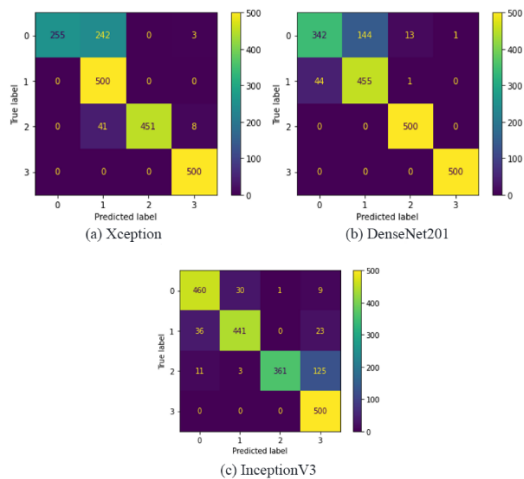 0 255 242 0 3
1 0 500 0 0
2 0 41 451 8
3 0 0 0 500
0 1 2 3
True label
Predicted label
500
400
300
200
100
0
(a) Xception
0 342 144 13 1
1 44 455 1 0
2 0 0 500 0
3 0 0 0 500
0 1 2 3
True label
Predicted label
500
400
300
200
100
0
(b) DenseNet201
0 460 30 1 9
1 36 441 0 23
2 11 3 361 125
3 0 0 0 500
0 1 2 3
True label
Predicted label
500
400
300
200
100
0
(c) InceptionV3